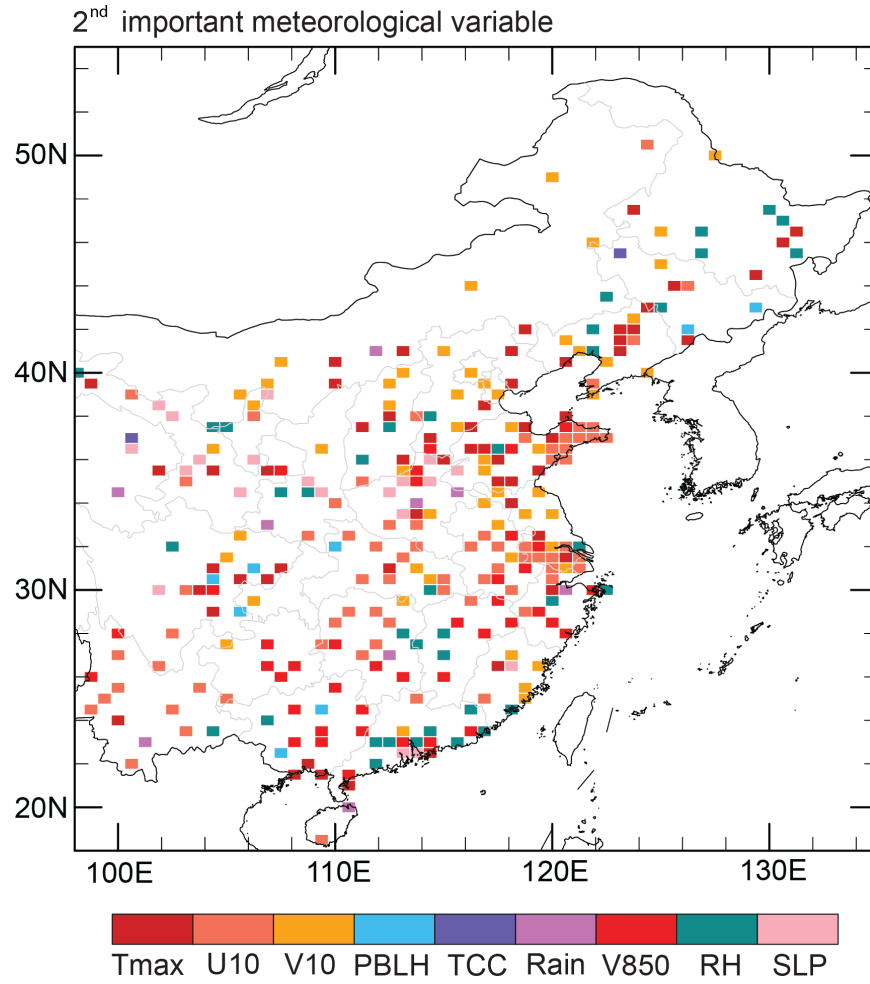 2nd important meteorological variable
50N
40N
30N
20N
100E 110E 120E 130E
Tmax U10 V10 PBLH TCC Rain V850 RH SLP